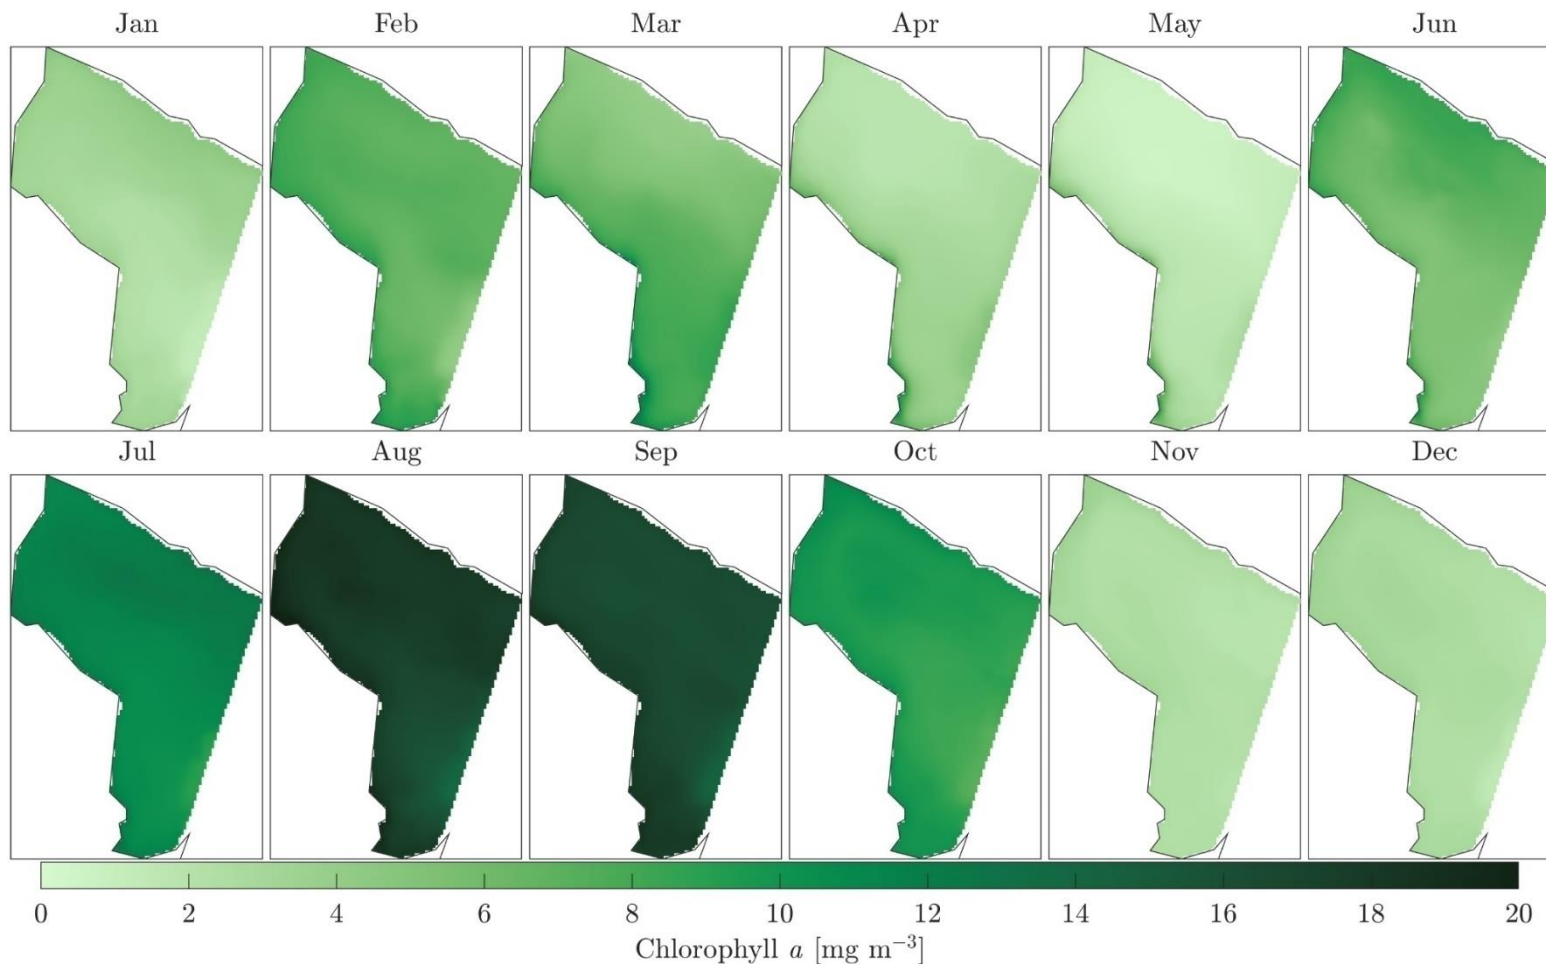 Jan Feb Mar Apr May Jun
Jul Aug Sep Oct Nov Dec
0 2 4 6 8 10 12 14 16 18 20
Chlorophyll a [mg m⁻³]